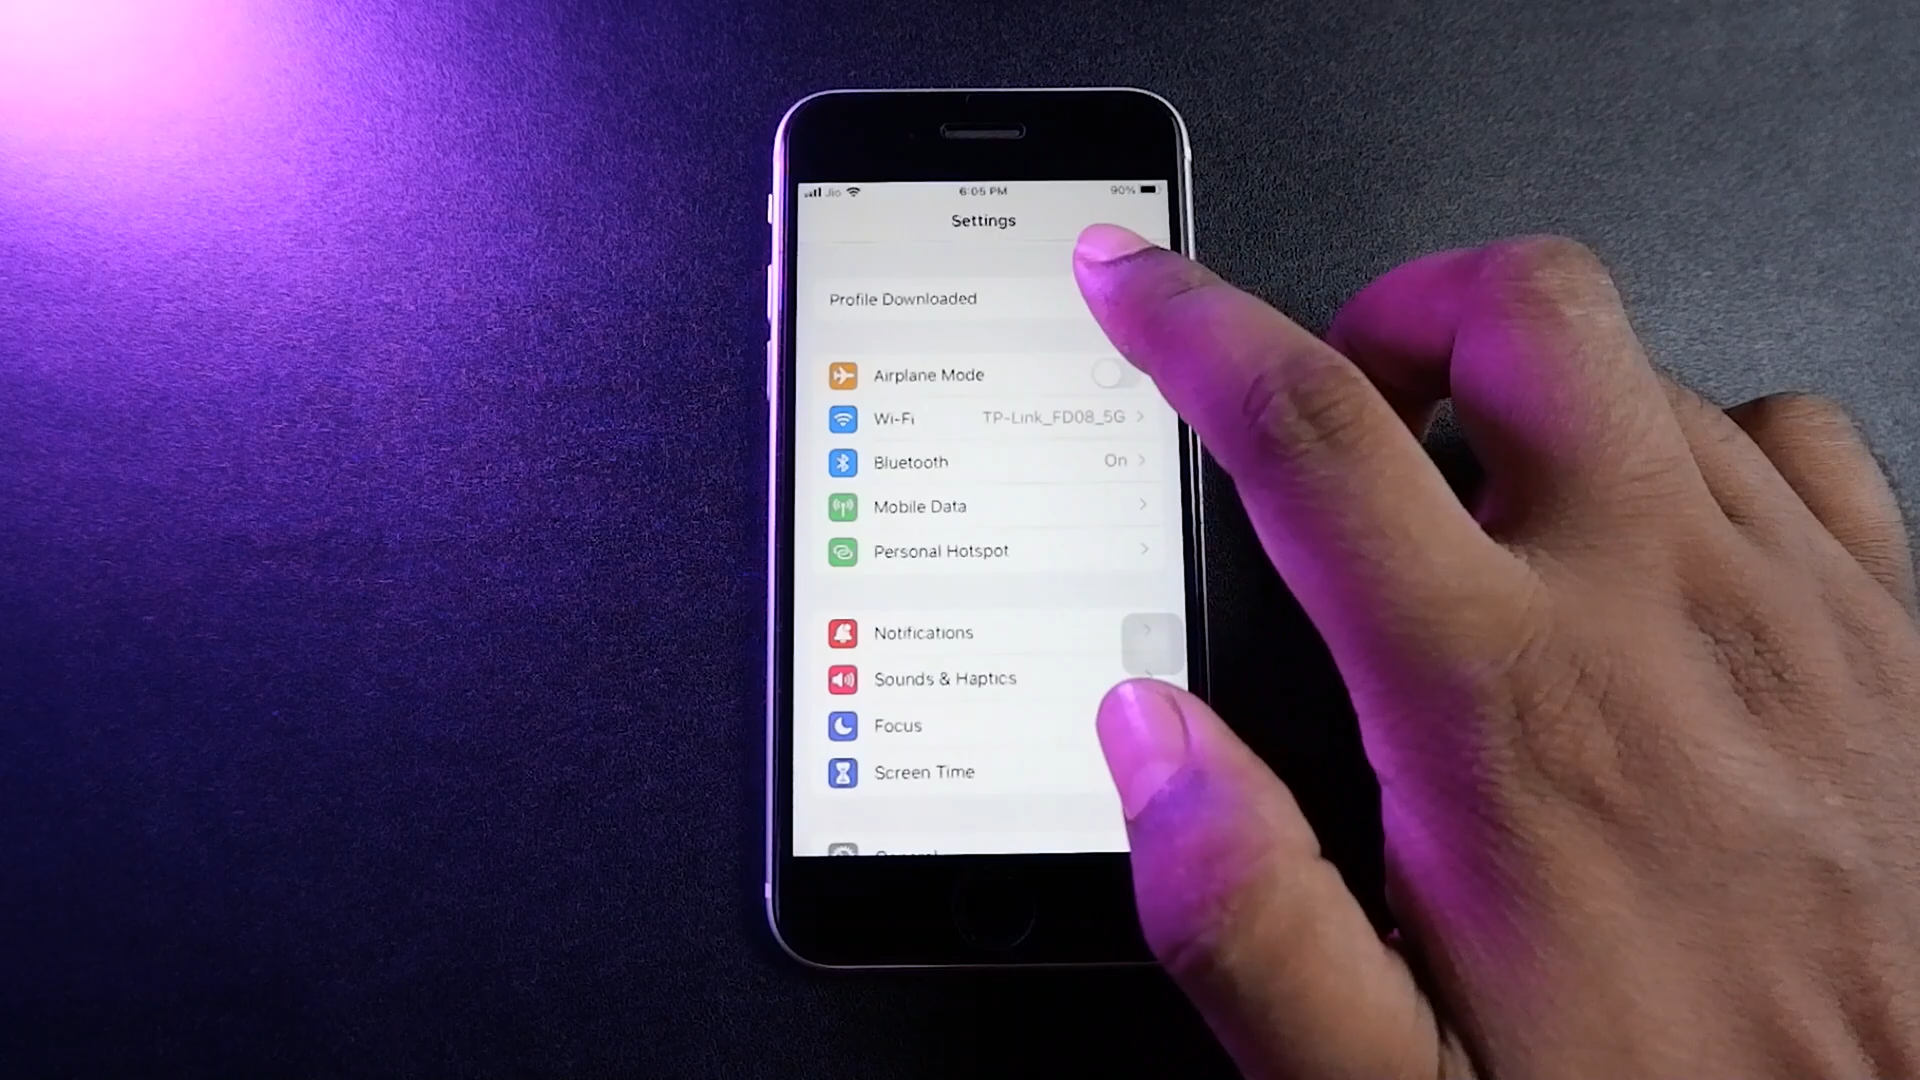 Jio 6:05 PM 90%
Settings
Profile Downloaded
Airplane Mode
Wi-Fi TP-Link_FD08_5G
Bluetooth On
Mobile Data
Personal Hotspot
Notifications
Sounds & Haptics
Focus
Screen Time
General